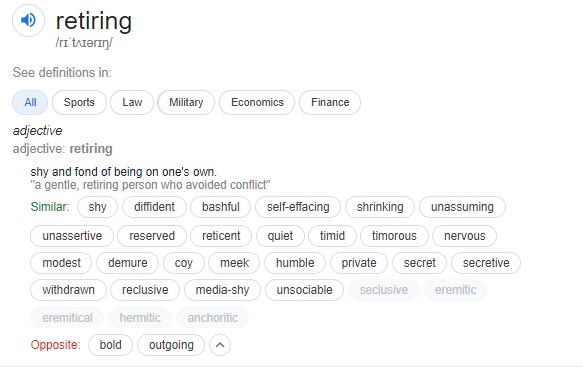 retiring
/rɪˈtʌɪərɪŋ/
See definitions in:
All Sports Law Military Economics Finance
adjective
adjective: retiring
shy and fond of being on one's own.
"a gentle, retiring person who avoided conflict"
Similar: shy diffident bashful self-effacing shrinking unassuming
unassertive reserved reticent quiet timid timorous nervous
modest demure coy meek humble private secret secretive
withdrawn reclusive media-shy unsociable seclusive eremitic
eremitical hermitic anchoritic
Opposite: bold outgoing